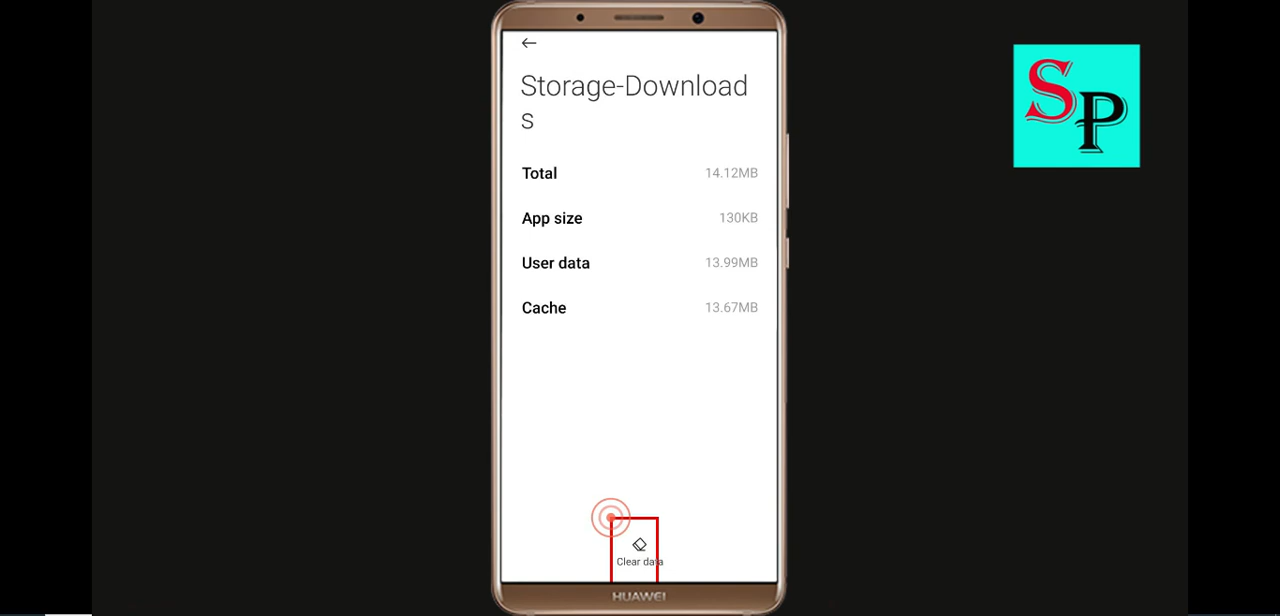 SP
Storage-Download
s
Total 14.12MB
App size 130KB
User data 13.99MB
Cache 13.67MB
Clear data
HUAWEI